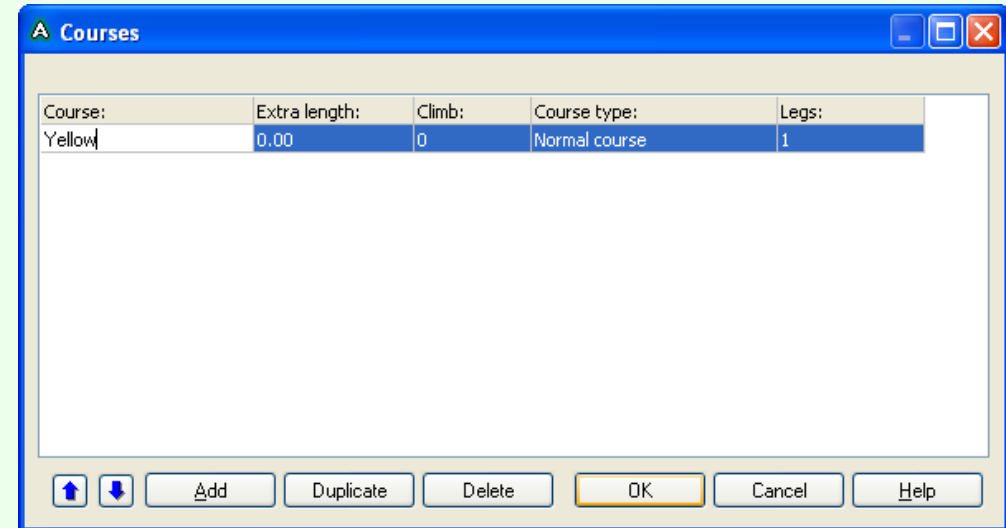 Courses
Course: Extra length: Climb: Course type: Legs:
Yellow 0.00 0 Normal course 1
Add Duplicate Delete OK Cancel Help